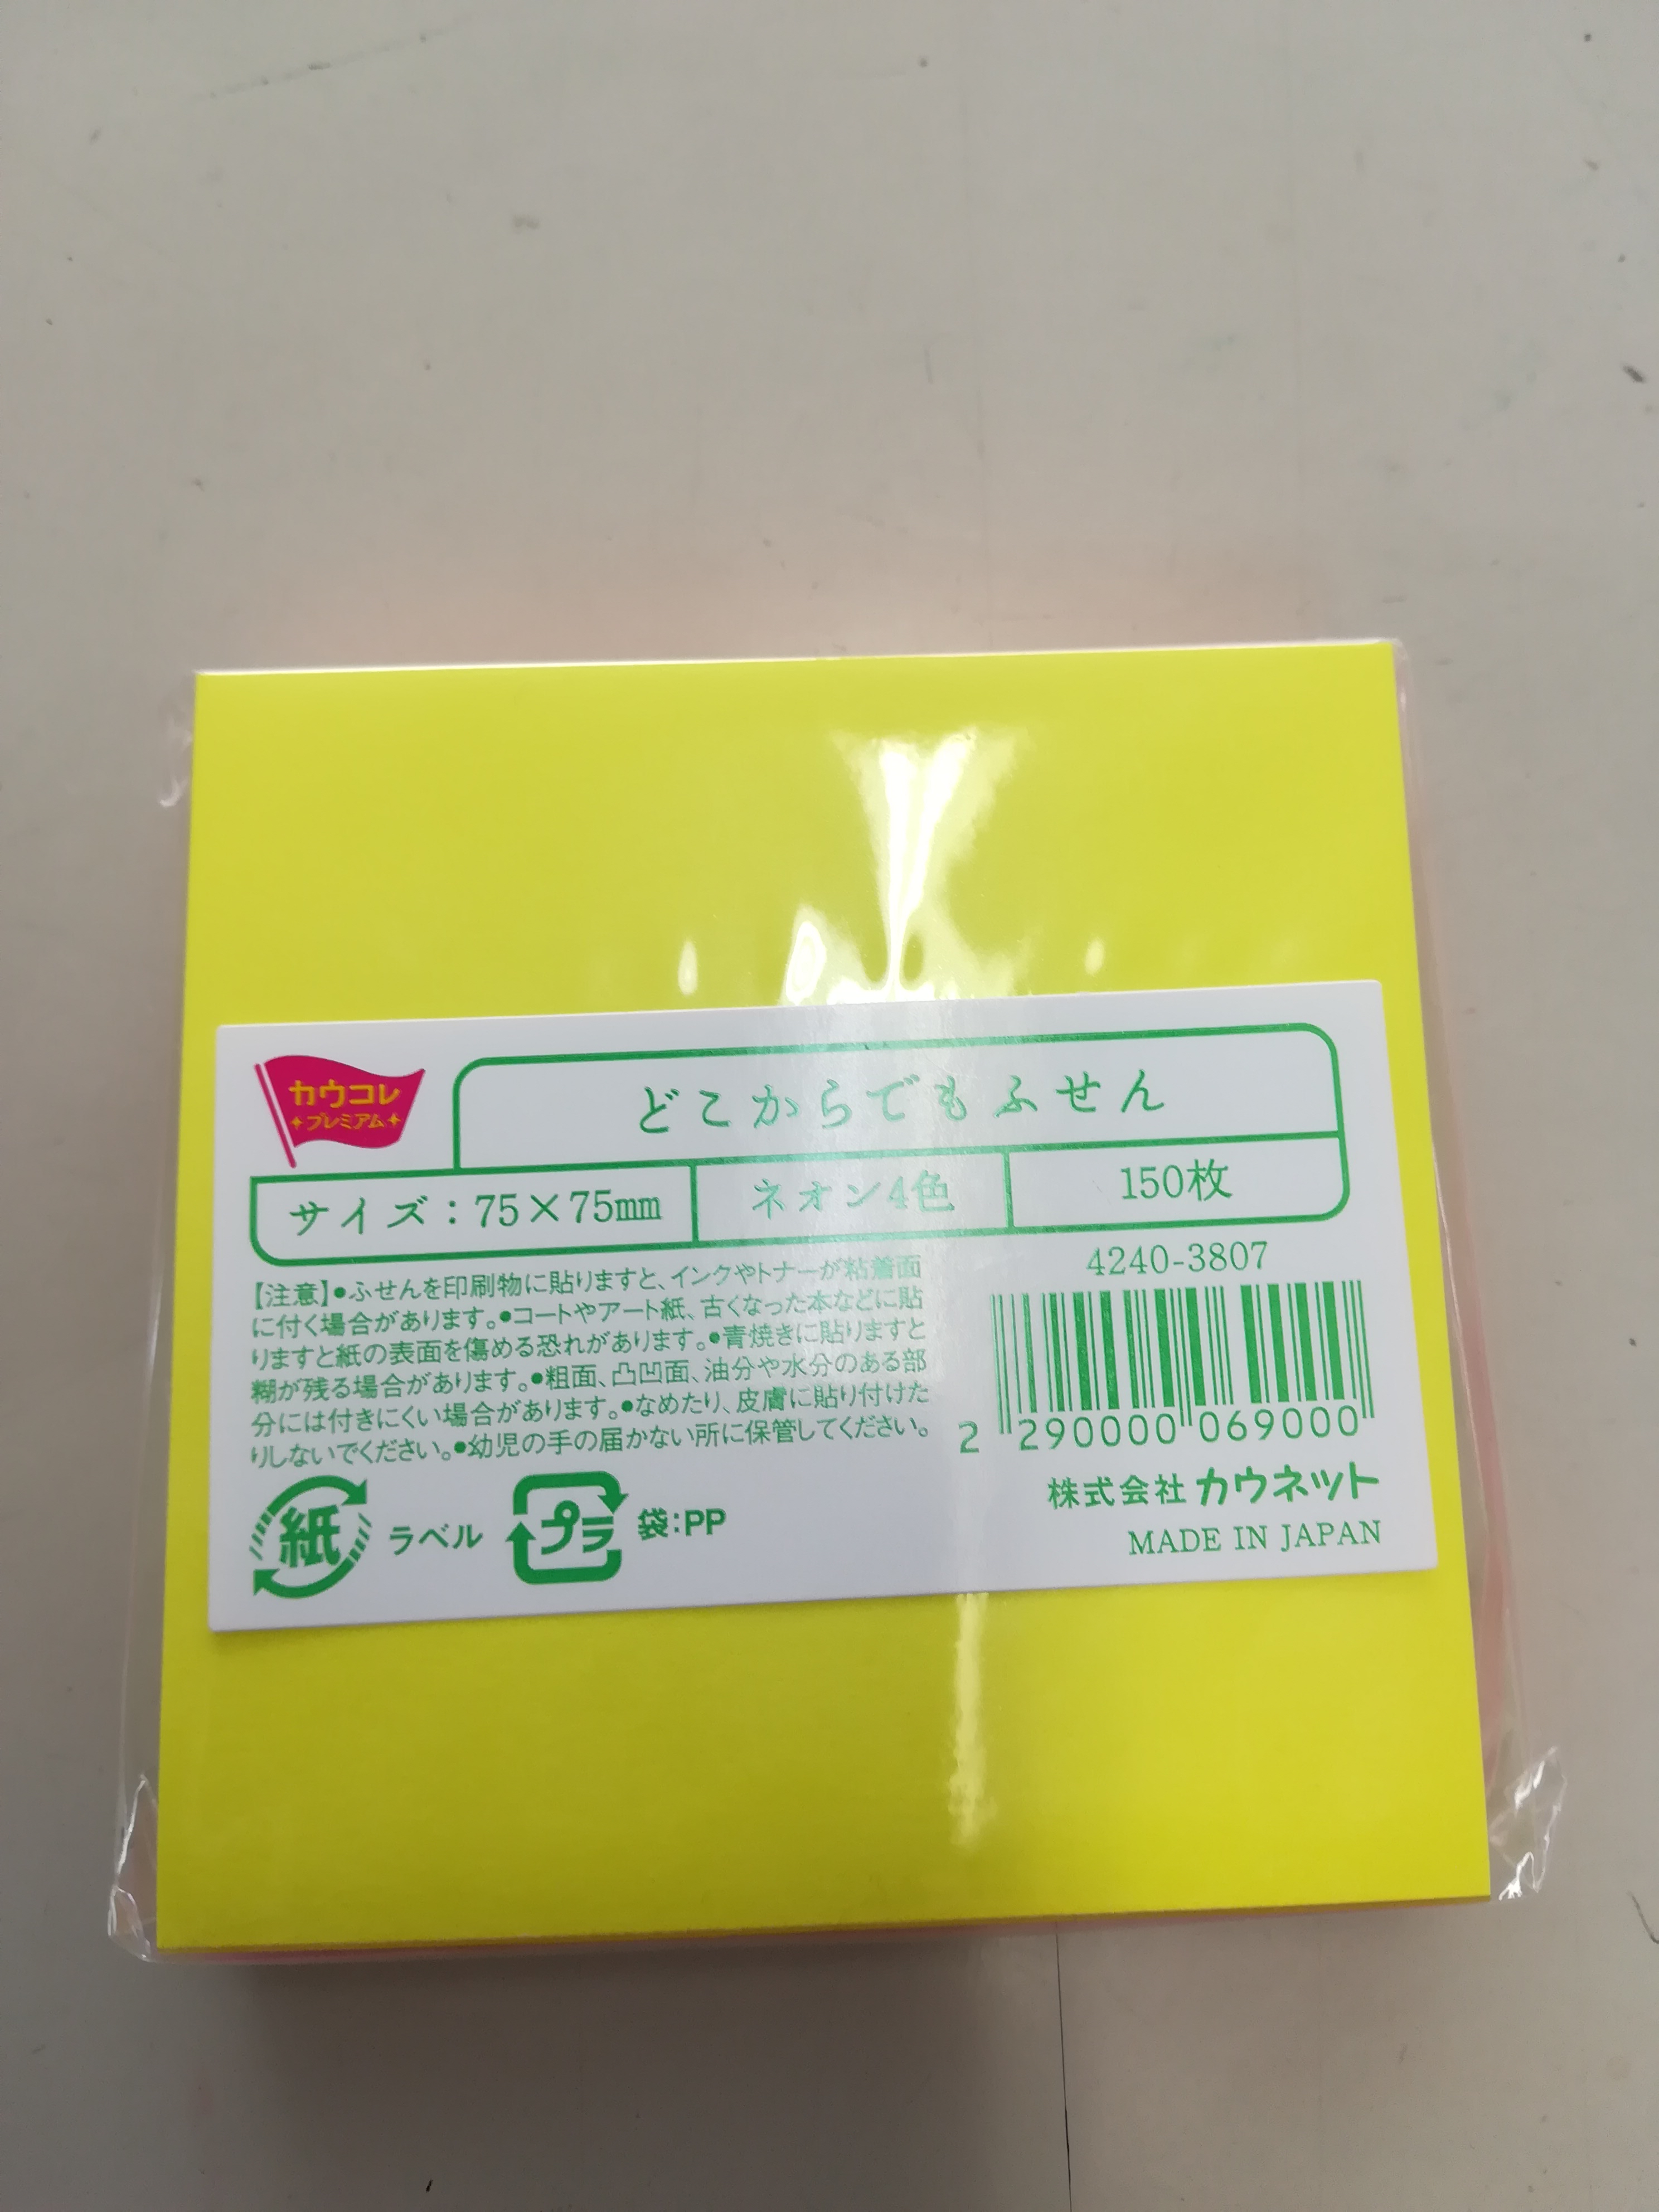 カウコレ
プレミアム
どこからでもふせん
サイズ：75×75mm
ネオン4色
150枚
【注意】●ふせんを印刷物に貼りますと、インクやトナーが粘着面
に付く場合があります。●コートやアート紙、古くなった本などに貼
りますと紙の表面を傷める恐れがあります。●青焼きに貼りますと
糊が残る場合があります。●粗面、凸凹面、油分や水分のある部
分には付きにくい場合があります。●なめたり、皮膚に貼り付けた
りしないでください。●幼児の手の届かない所に保管してください。
4240-3807
2 290000 069000
紙
ラベル
プラ
袋：PP
株式会社カウネット
MADE IN JAPAN